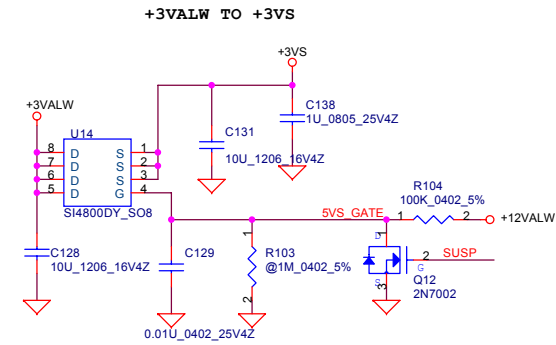 +3VALW TO +3VS
+3VS
+3VALW
U14
C138
1U_0805_25V4Z
C131
10U_1206_16V4Z
8 D S 1
7 D S 2
6 D S 3
5 D G 4
SI4800DY_SO8
R104
100K_0402_5%
5VS_GATE
1 2
+12VALW
C128
10U_1206_16V4Z
C129
1
R103
@1M_0402_5%
2
D 1
2 SUSP
G
S 3
Q12
2N7002
0.01U_0402_25V4Z